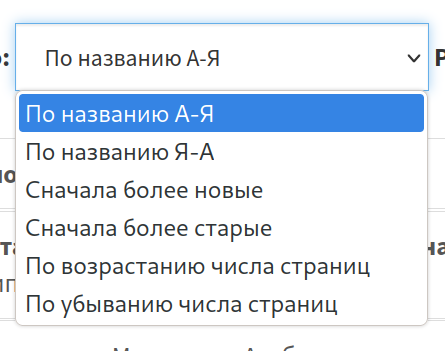 По названию А-Я
По названию А-Я
По названию Я-А
Сначала более новые
Сначала более старые
По возрастанию числа страниц
По убыванию числа страниц